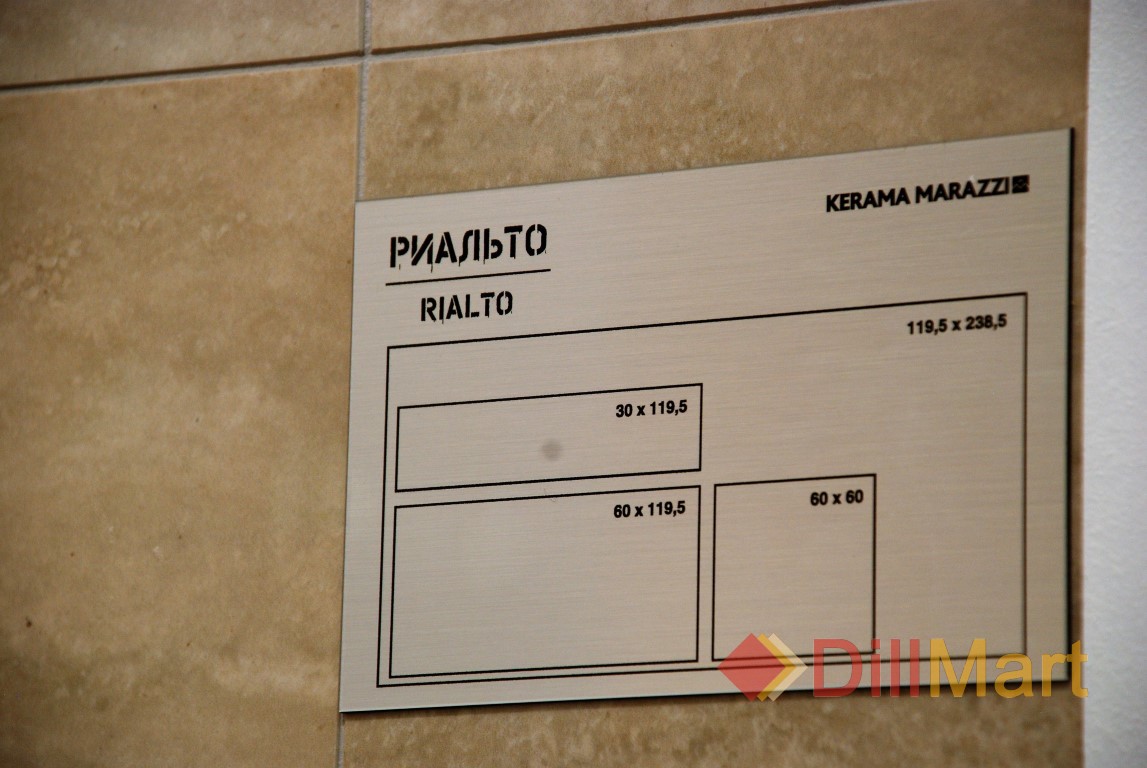 KERAMA MARAZZI
РИАЛЬТО
RIALTO
119,5 x 238,5
30 x 119,5
60 x 119,5
60 x 60
DillMart